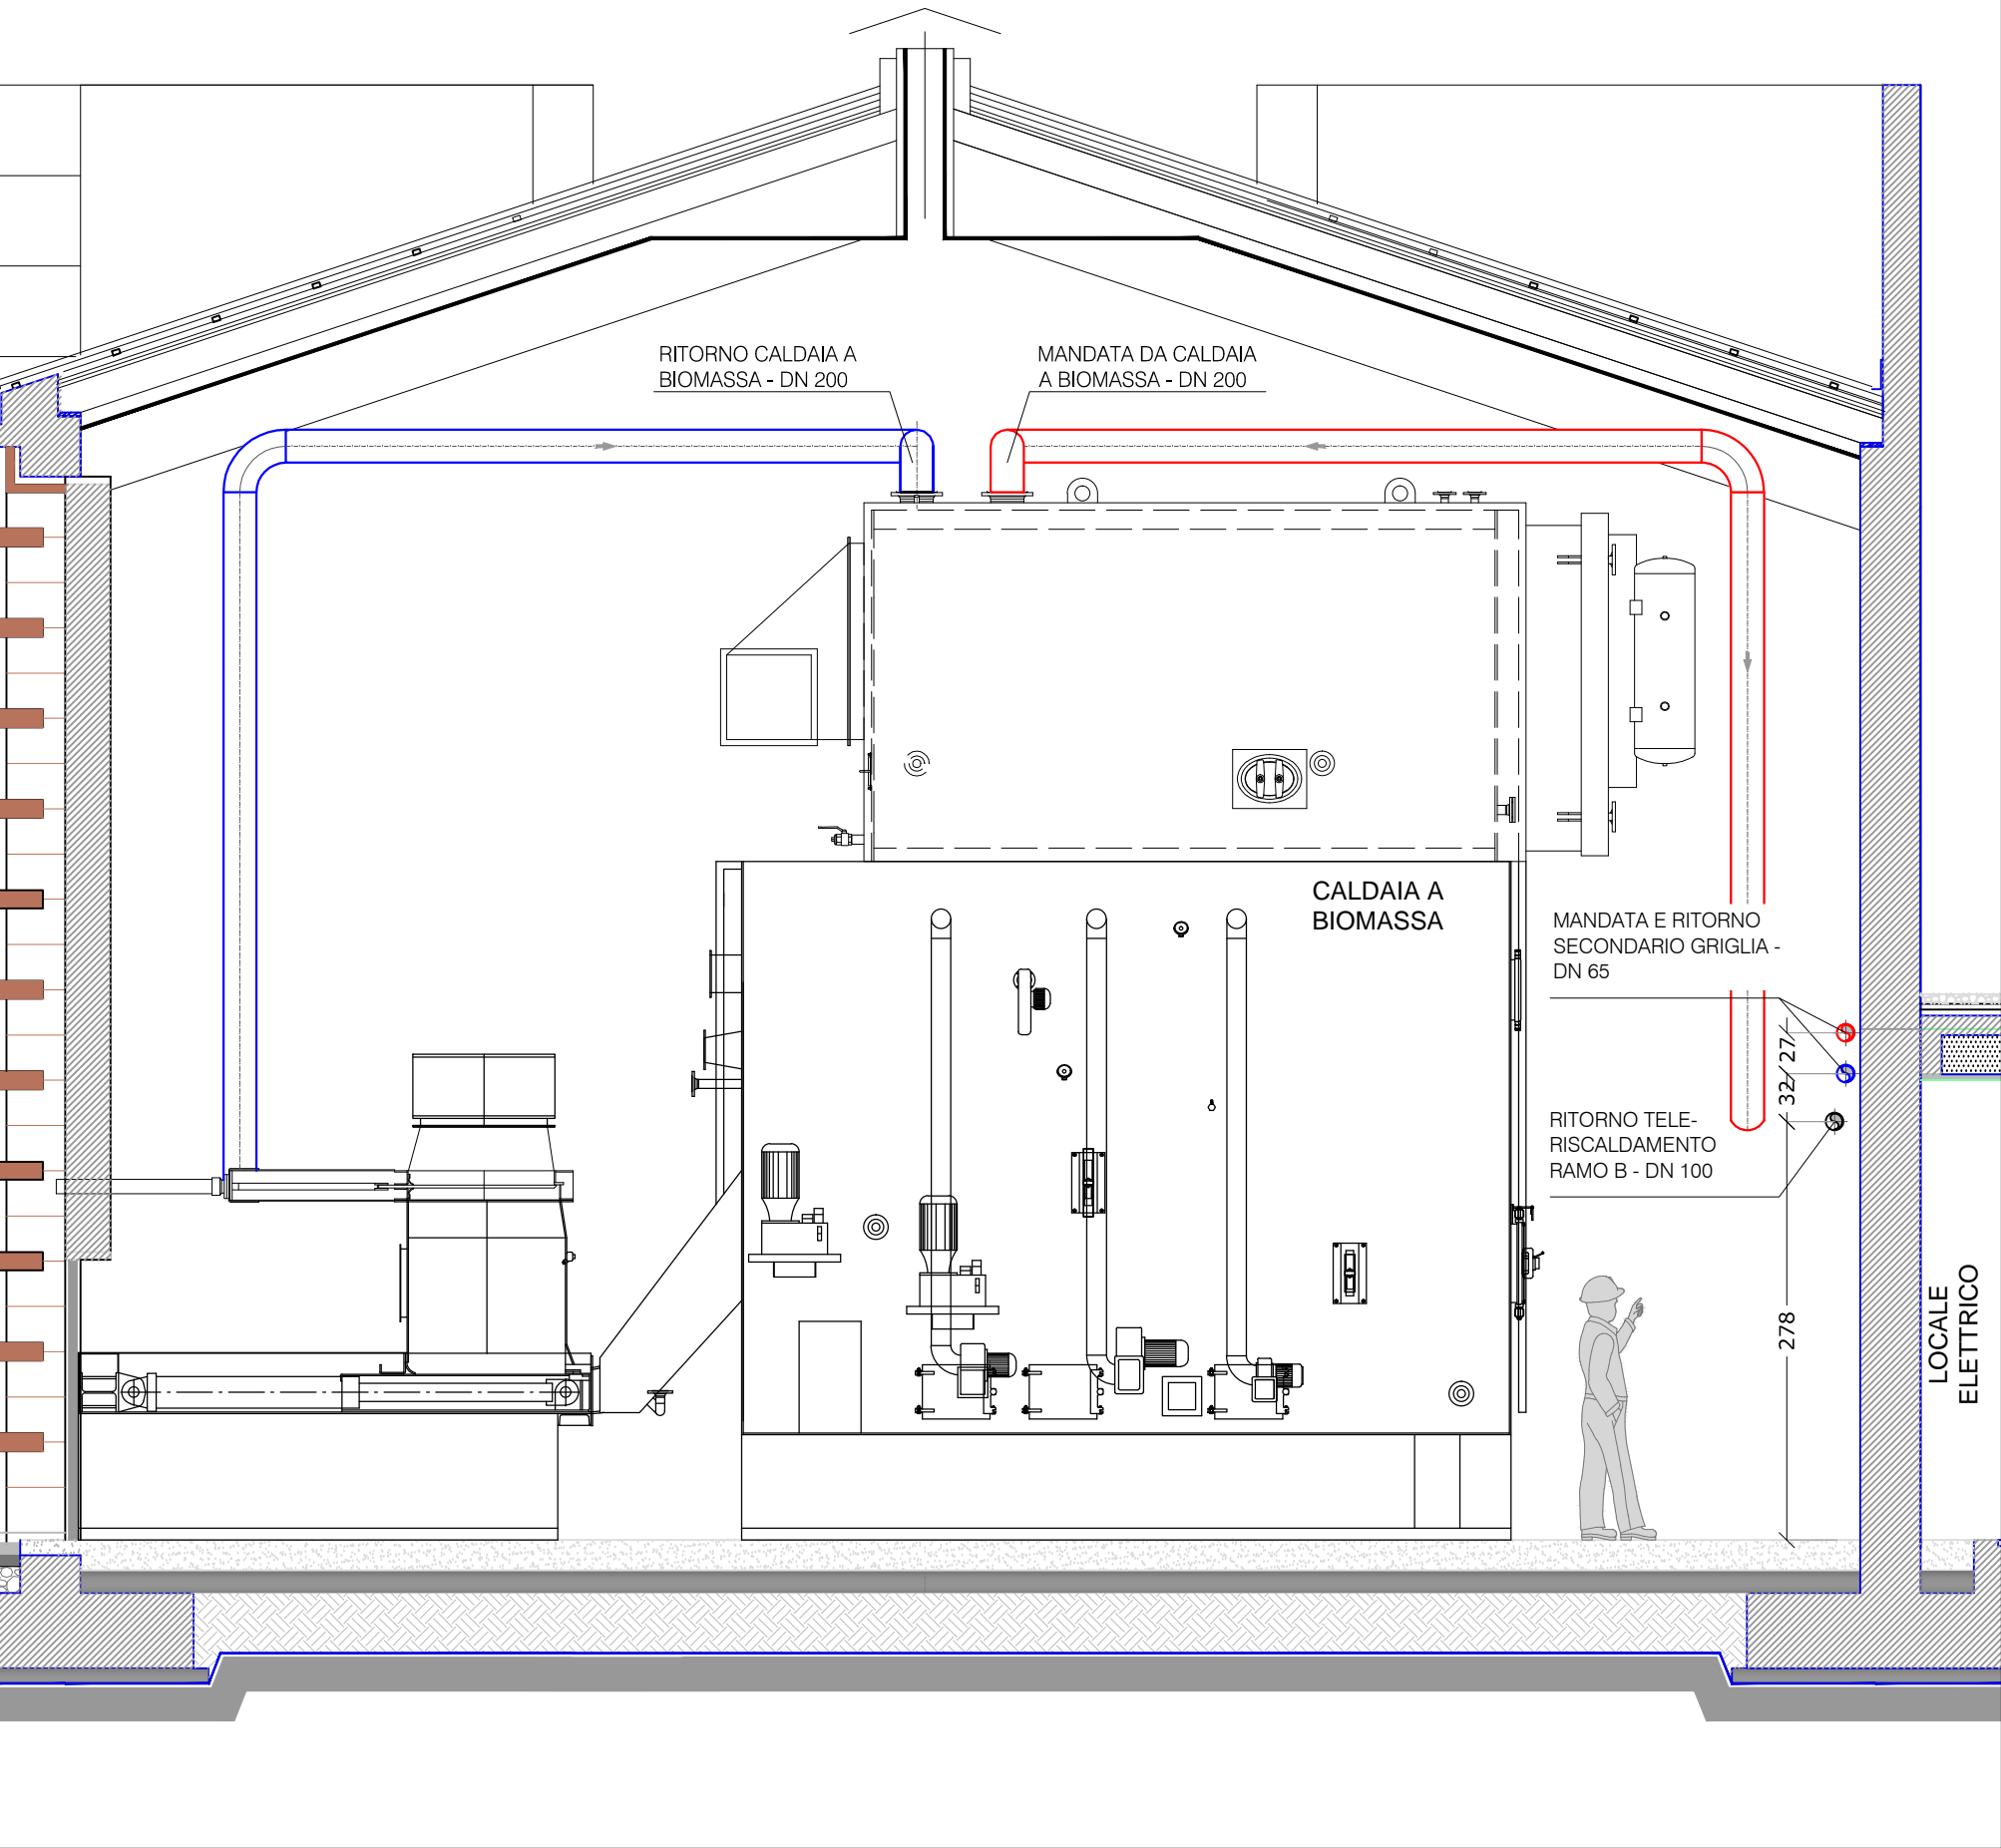 RITORNO CALDAIA A
BIOMASSA - DN 200
MANDATA DA CALDAIA
A BIOMASSA - DN 200
CALDAIA A
BIOMASSA
MANDATA E RITORNO
SECONDARIO GRIGLIA -
DN 65
27
32
RITORNO TELE-
RISCALDAMENTO
RAMO B - DN 100
278
LOCALE
ELETTRICO